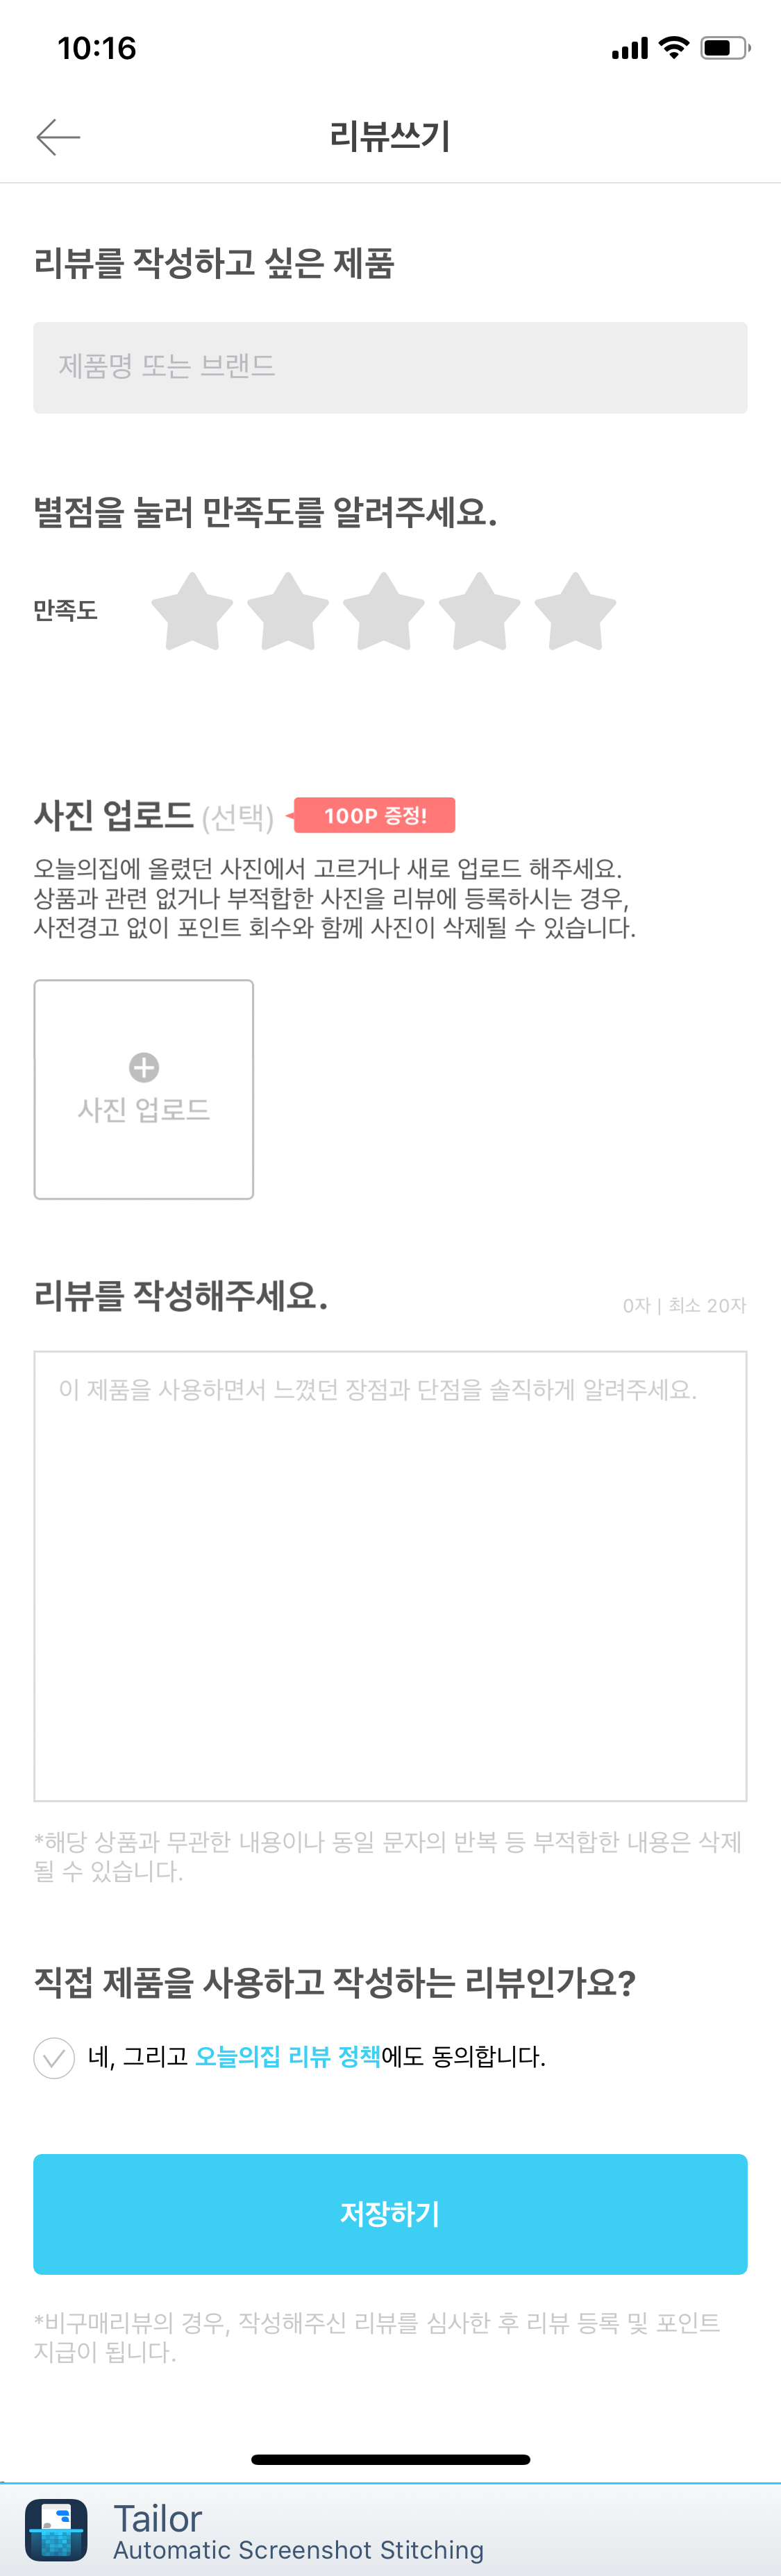 10:16
리뷰쓰기
리뷰를 작성하고 싶은 제품
제품명 또는 브랜드
별점을 눌러 만족도를 알려주세요.
만족도
사진 업로드 (선택) 100P 증정!
오늘의집에 올렸던 사진에서 고르거나 새로 업로드 해주세요.
상품과 관련 없거나 부적합한 사진을 리뷰에 등록하시는 경우,
사전경고 없이 포인트 회수와 함께 사진이 삭제될 수 있습니다.
사진 업로드
리뷰를 작성해주세요. 0자 | 최소 20자
이 제품을 사용하면서 느꼈던 장점과 단점을 솔직하게 알려주세요.
*해당 상품과 무관한 내용이나 동일 문자의 반복 등 부적합한 내용은 삭제
될 수 있습니다.
직접 제품을 사용하고 작성하는 리뷰인가요?
네, 그리고 오늘의집 리뷰 정책에도 동의합니다.
저장하기
*비구매리뷰의 경우, 작성해주신 리뷰를 심사한 후 리뷰 등록 및 포인트
지급이 됩니다.
Tailor
Automatic Screenshot Stitching